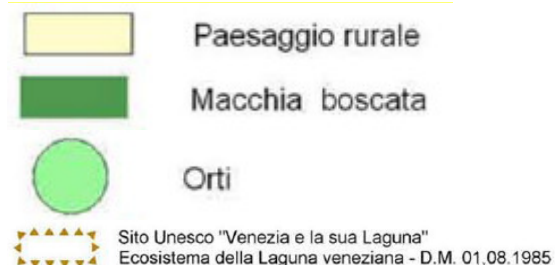 Paesaggio rurale
Macchia boscata
Orti
Sito Unesco "Venezia e la sua Laguna"
Ecosistema della Laguna veneziana - D.M. 01,08.1985